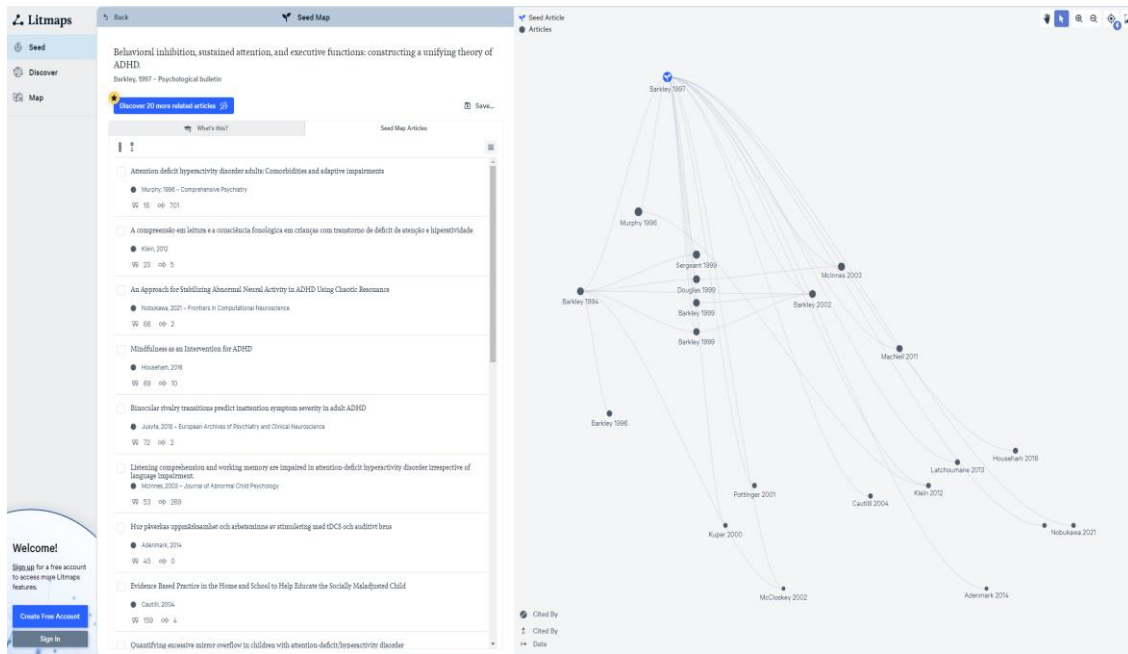 Litmaps
Seed
Discover
Map
Welcome!
Sign up for a free account
to access more Litmaps
features.
Create Free Account
Sign In
Back
Seed Map
Behavioral inhibition, sustained attention, and executive functions: constructing a unifying theory of
ADHD.
Barkley, 1997 – Psychological bulletin
Discover 20 more related articles
Save...
What's this?
Seed Map Articles
Attention deficit hyperactivity disorder adults: Comorbidities and adaptive impairments
Murphy, 1996 – Comprehensive Psychiatry
18 701
A compreensão em leitura e a consciência fonológica em crianças com transtorno de déficit de atenção e hiperatividade
Klein, 2012
23 5
An Approach for Stabilizing Abnormal Neural Activity in ADHD Using Chaotic Resonance
Nobukawa, 2021 – Frontiers in Computational Neuroscience
66 2
Mindfulness as an Intervention for ADHD
Househam, 2016
69 10
Binocular rivalry transitions predict inattention symptom severity in adult ADHD
Jusyte, 2018 – European Archives of Psychiatry and Clinical Neuroscience
72 2
Listening comprehension and working memory are impaired in attention-deficit hyperactivity disorder irrespective of
language impairment.
McInnes, 2003 – Journal of Abnormal Child Psychology
53 269
Hur påverkas uppmärksamhet och arbetsminne av stimulering med tDCS och auditivt brus
Adenmark, 2014
45 0
Evidence Based Practice in the Home and School to Help Educate the Socially Maladjusted Child
Cautilli, 2004
159 4
Quantifying excessive mirror overflow in children with attention-deficit/hyperactivity disorder
Seed Article
Articles
Barkley 1997
Murphy 1996
Sergeant 1999
McInnes 2003
Douglas 1999
Barkley 1994
Barkley 2002
Barkley 1999
Barkley 1999
MacNeil 2011
Barkley 1996
Househam 2016
Latchoumane 2013
Pottinger 2001
Klein 2012
Cautilli 2004
Kuper 2000
Nobukawa 2021
McCloskey 2002
Adenmark 2014
Cited By
Cited By
Date